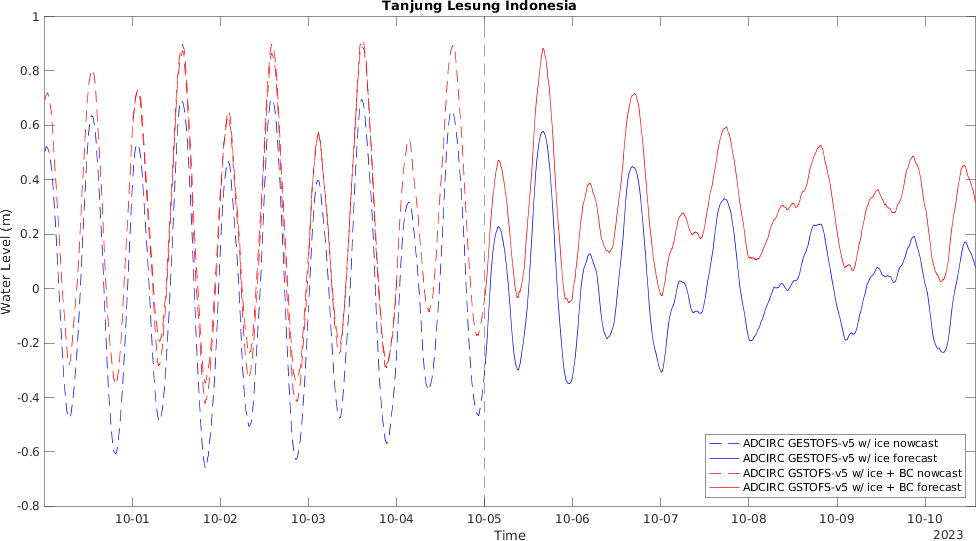 Tanjung Lesung Indonesia
Water Level (m)
1
0.8
0.6
0.4
0.2
0
-0.2
-0.4
-0.6
-0.8
ADCIRC GESTOFS-v5 w/ ice nowcast
ADCIRC GESTOFS-v5 w/ ice forecast
ADCIRC GSTOFS-v5 w/ ice + BC nowcast
ADCIRC GSTOFS-v5 w/ ice + BC forecast
10-01 10-02 10-03 10-04 10-05 10-06 10-07 10-08 10-09 10-10
Time
2023